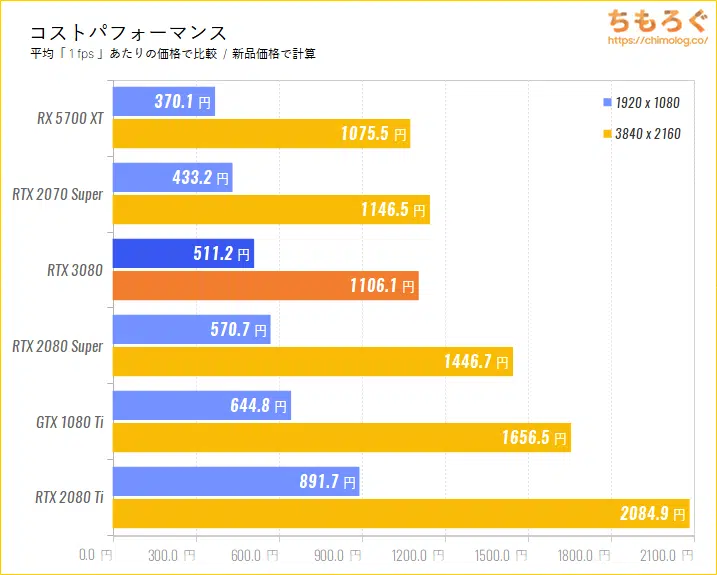 コストパフォーマンス
平均「 1 fps 」あたりの価格で比較 / 新品価格で計算
ちもろぐ
https://chimolog.co/
1920 x 1080
3840 x 2160
RX 5700 XT
370.1 円
1075.5 円
RTX 2070 Super
433.2 円
1146.5 円
RTX 3080
511.2 円
1106.1 円
RTX 2080 Super
570.7 円
1446.7 円
GTX 1080 Ti
644.8 円
1656.5 円
RTX 2080 Ti
891.7 円
2084.9 円
0.0 円 300.0 円 600.0 円 900.0 円 1200.0 円 1500.0 円 1800.0 円 2100.0 円